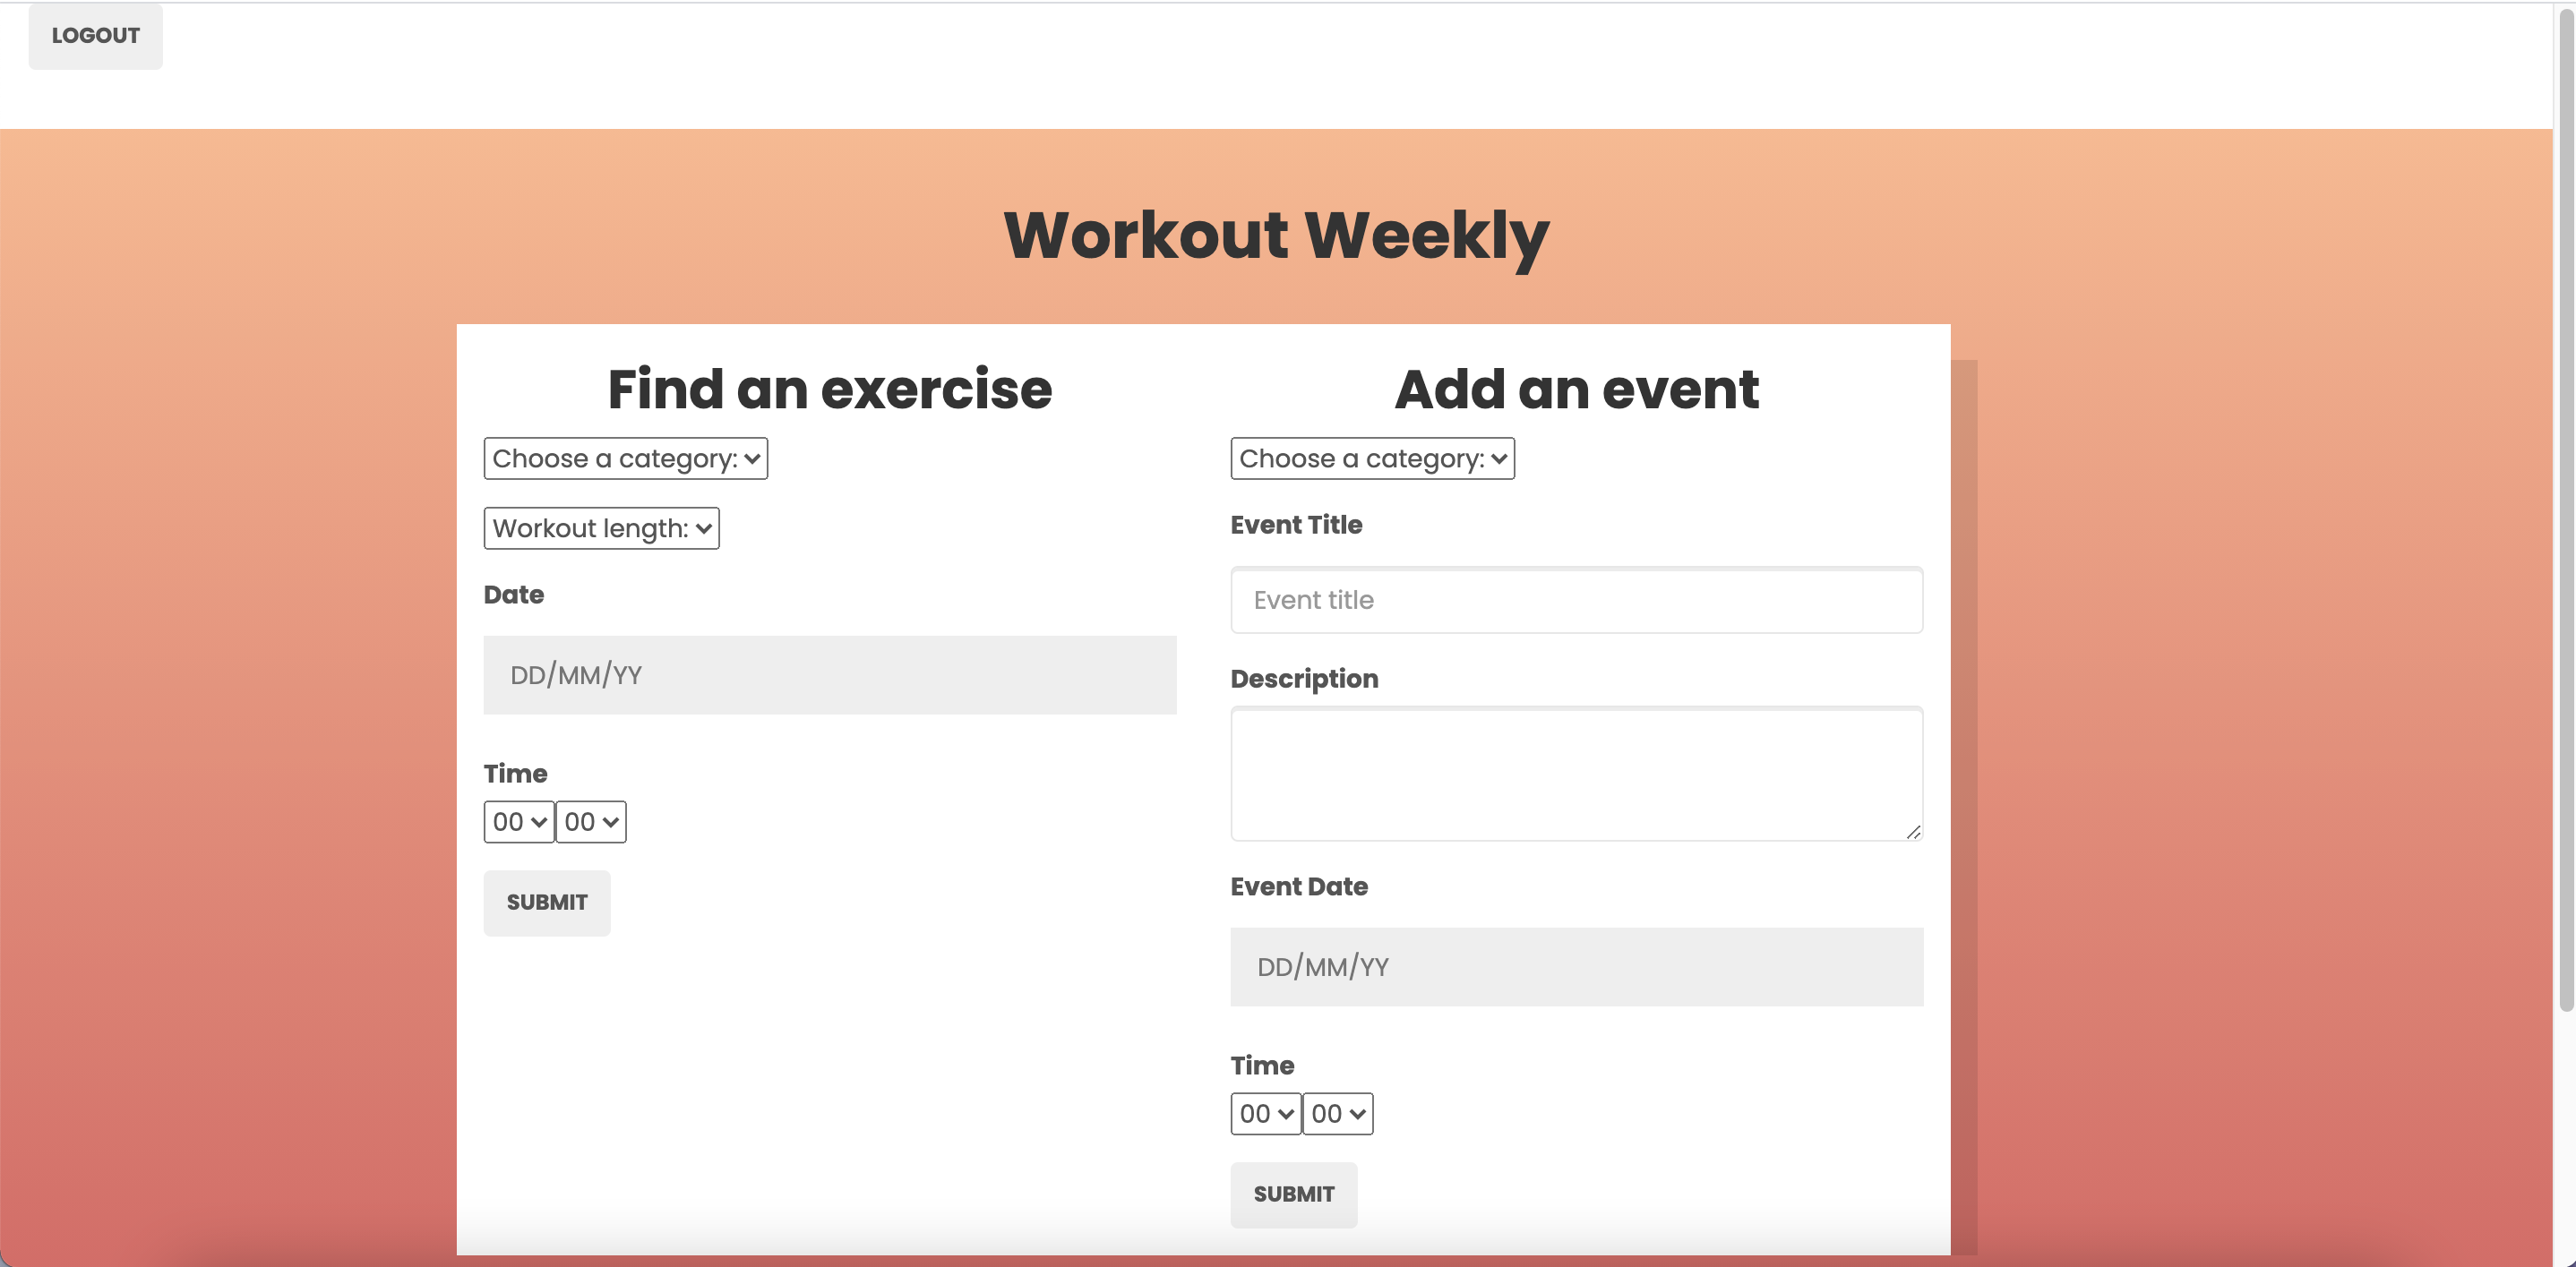 LOGOUT
Workout Weekly
Find an exercise
Choose a category:
Workout length:
Date
DD/MM/YY
Time
00 00
SUBMIT
Add an event
Choose a category:
Event Title
Event title
Description
Event Date
DD/MM/YY
Time
00 00
SUBMIT